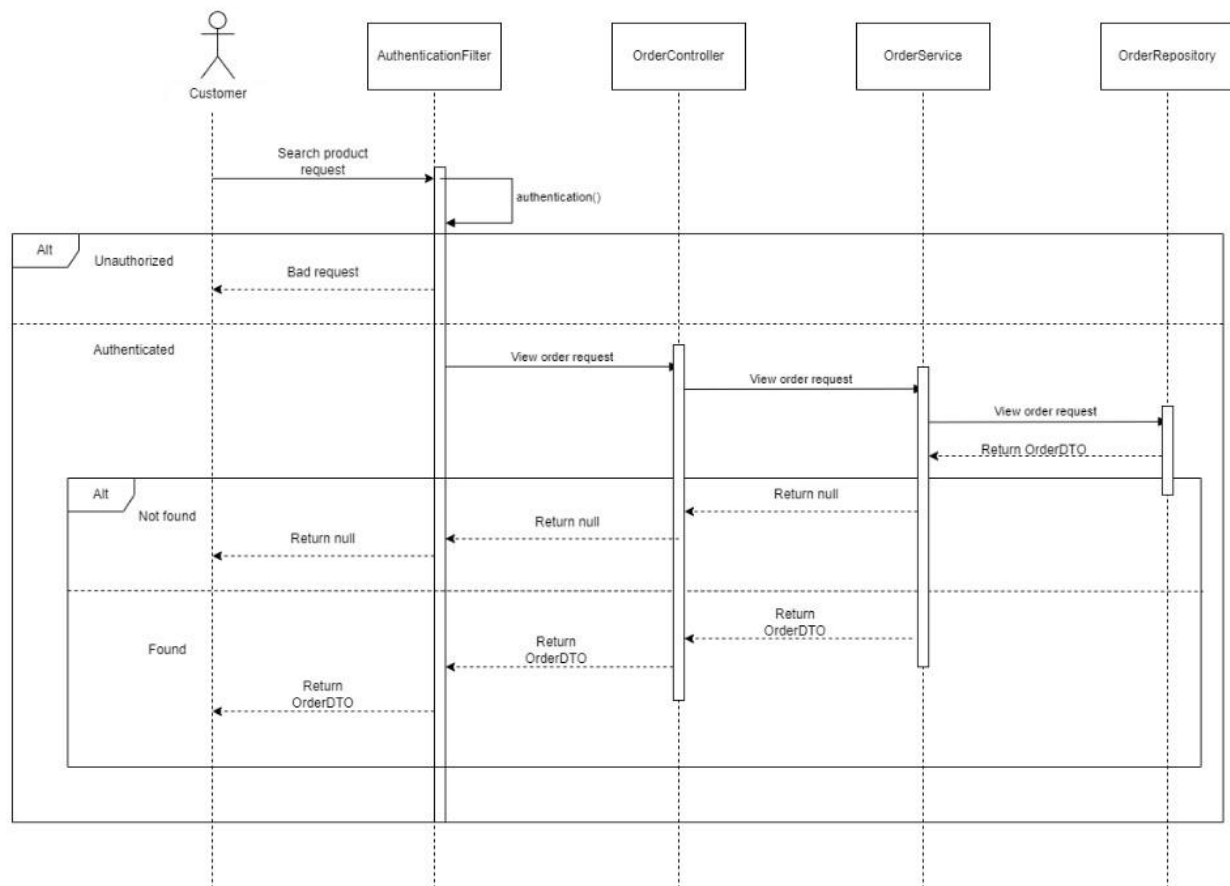 AuthenticationFilter
OrderController
OrderService
OrderRepository
Customer
Search product
request
authentication()
Alt
Unauthorized
Bad request
Authenticated
View order request
View order request
View order request
Return OrderDTO
Alt
Not found
Return null
Return null
Return null
Found
Return
OrderDTO
Return
OrderDTO
Return
OrderDTO